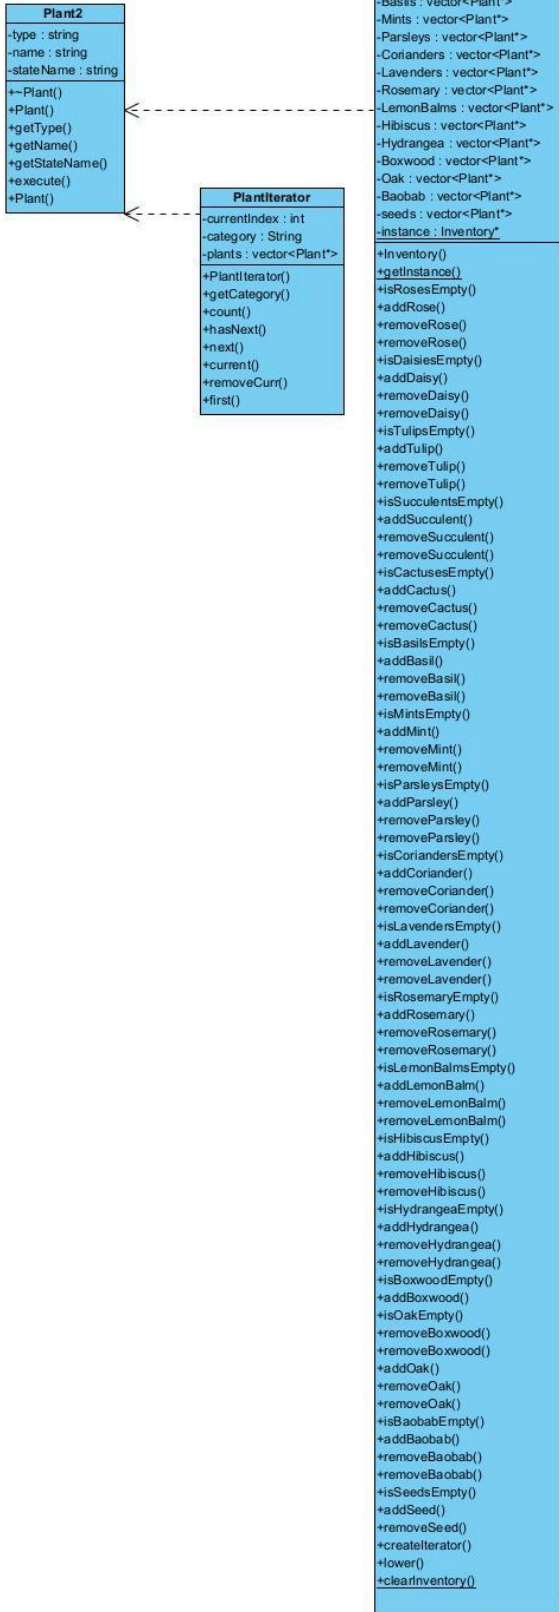 Plant2
-type : string
-name : string
-stateName : string
+~Plant()
+Plant()
+getType()
+getName()
+getStateName()
+execute()
+Plant()
PlantIterator
-currentIndex : int
-category : String
-plants : vector<Plant*>
+PlantIterator()
+getCategory()
+count()
+hasNext()
+next()
+current()
+removeCurr()
+first()
-Basils : vector<Plant*>
-Mints : vector<Plant*>
-Parsleys : vector<Plant*>
-Corianders : vector<Plant*>
-Lavenders : vector<Plant*>
-Rosemary : vector<Plant*>
-LemonBalms : vector<Plant*>
-Hibiscus : vector<Plant*>
-Hydrangea : vector<Plant*>
-Boxwood : vector<Plant*>
-Oak : vector<Plant*>
-Baobab : vector<Plant*>
-seeds : vector<Plant*>
-instance : Inventory*
+Inventory()
+getInstance()
+isRosesEmpty()
+addRose()
+removeRose()
+removeRose()
+isDaisiesEmpty()
+addDaisy()
+removeDaisy()
+removeDaisy()
+isTulipsEmpty()
+addTulip()
+removeTulip()
+removeTulip()
+isSucculentsEmpty()
+addSucculent()
+removeSucculent()
+removeSucculent()
+isCactusesEmpty()
+addCactus()
+removeCactus()
+removeCactus()
+isBasilsEmpty()
+addBasil()
+removeBasil()
+removeBasil()
+isMintsEmpty()
+addMint()
+removeMint()
+removeMint()
+isParsleysEmpty()
+addParsley()
+removeParsley()
+removeParsley()
+isCoriandersEmpty()
+addCoriander()
+removeCoriander()
+removeCoriander()
+isLavendersEmpty()
+addLavender()
+removeLavender()
+removeLavender()
+isRosemaryEmpty()
+addRosemary()
+removeRosemary()
+removeRosemary()
+isLemonBalmsEmpty()
+addLemonBalm()
+removeLemonBalm()
+removeLemonBalm()
+isHibiscusEmpty()
+addHibiscus()
+removeHibiscus()
+removeHibiscus()
+isHydrangeaEmpty()
+addHydrangea()
+removeHydrangea()
+removeHydrangea()
+isBoxwoodEmpty()
+addBoxwood()
+isOakEmpty()
+removeBoxwood()
+removeBoxwood()
+addOak()
+removeOak()
+removeOak()
+isBaobabEmpty()
+addBaobab()
+removeBaobab()
+removeBaobab()
+isSeedsEmpty()
+addSeed()
+removeSeed()
+createIterator()
+lower()
+clearInventory()